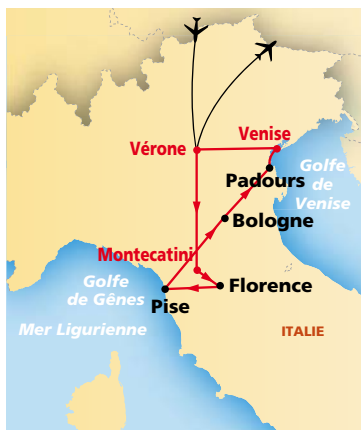 Venise
Vérone
Golfe
de
Venise
Padours
Bologne
Montecatini
Golfe
de Gênes
Florence
Pise
Mer Ligurienne
ITALIE